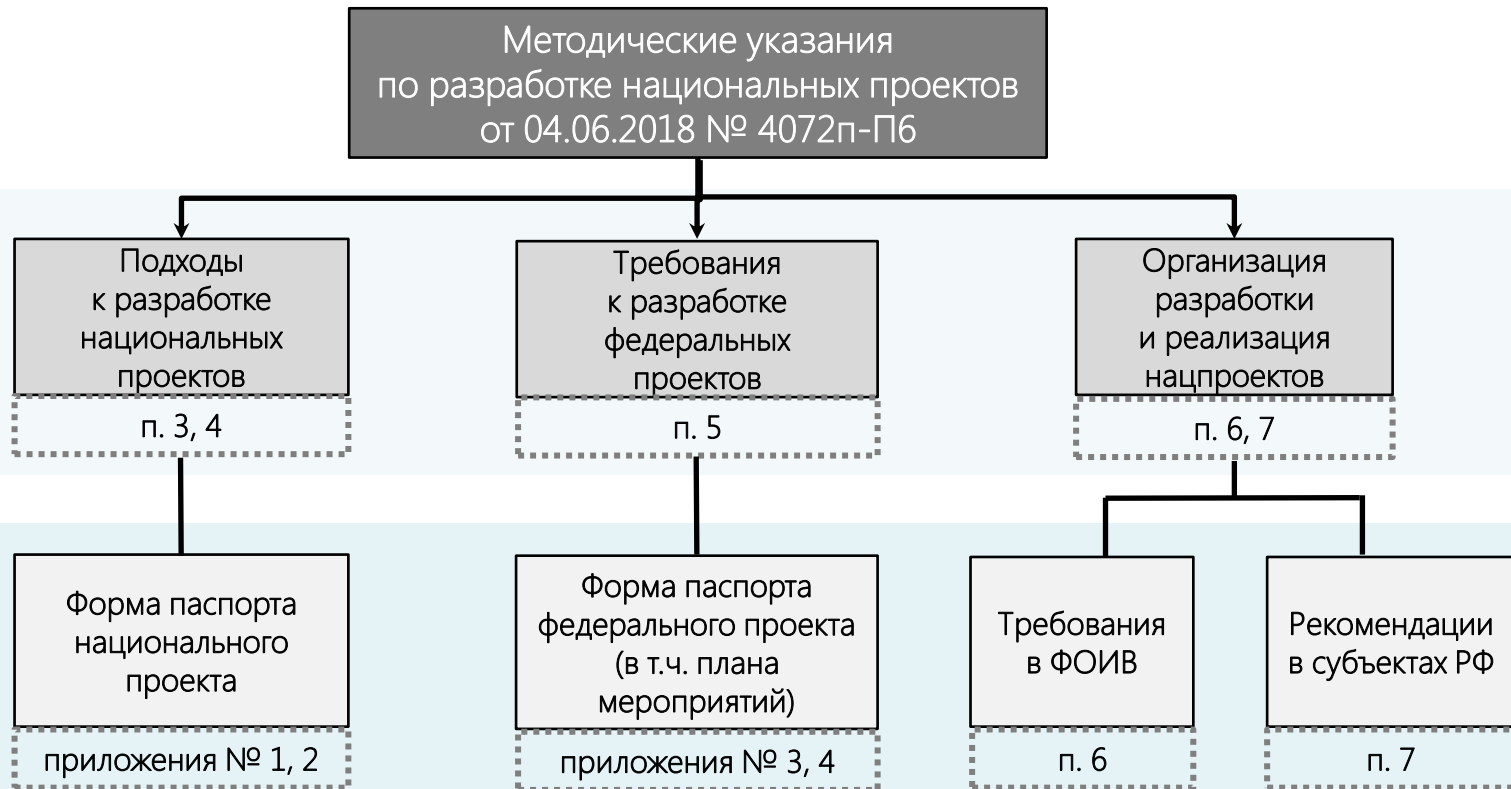 Методические указания
по разработке национальных проектов
от 04.06.2018 № 4072п-П6
Подходы
к разработке
национальных
проектов
п. 3, 4
Требования
к разработке
федеральных
проектов
п. 5
Организация
разработки
и реализация
нацпроектов
п. 6, 7
Форма паспорта
национального
проекта
приложения № 1, 2
Форма паспорта
федерального проекта
(в т.ч. плана
мероприятий)
приложения № 3, 4
Требования
в ФОИВ
п. 6
Рекомендации
в субъектах РФ
п. 7